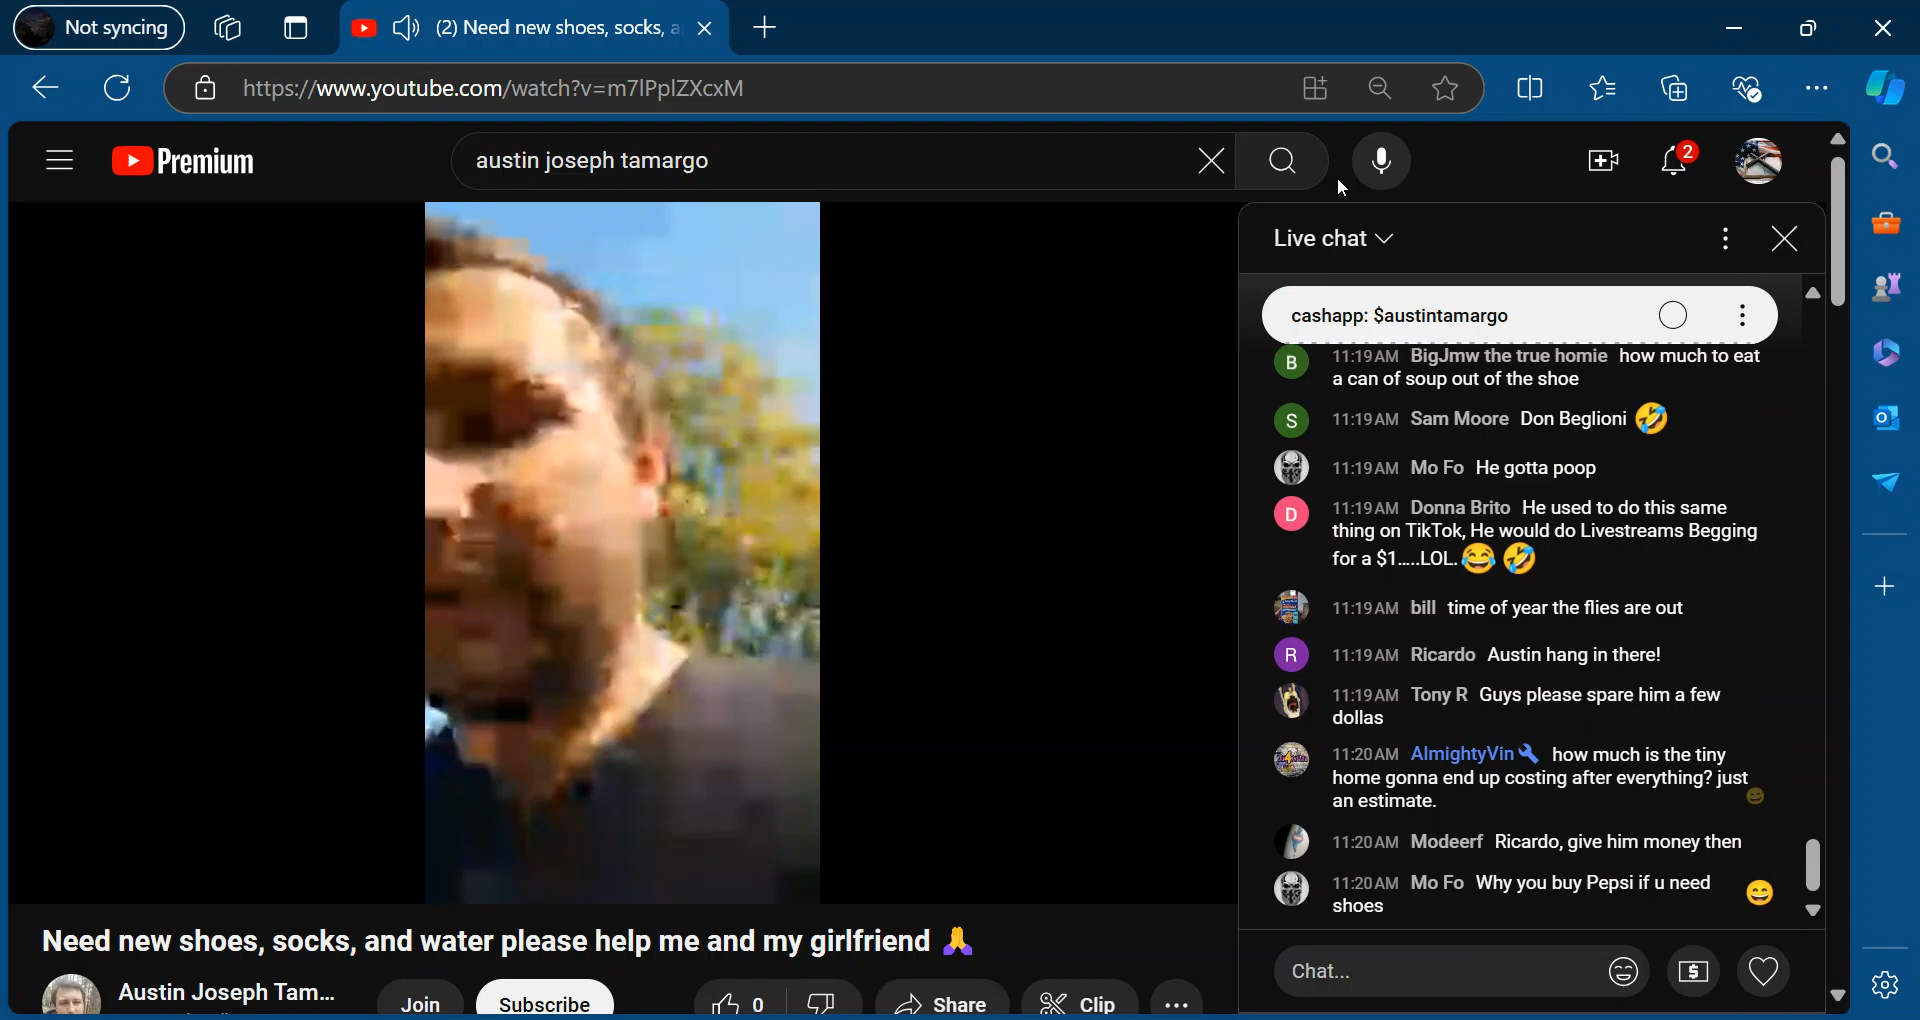 Not syncing
(2) Need new shoes, socks, a
https://www.youtube.com/watch?v=m7lPplZXcxM
Premium
austin joseph tamargo
2
Live chat
cashapp: $austintamargo
B 11:19AM BigJmw the true homie how much to eat
a can of soup out of the shoe
S 11:19AM Sam Moore Don Beglioni 🤣
11:19AM Mo Fo He gotta poop
D 11:19AM Donna Brito He used to do this same
thing on TikTok, He would do Livestreams Begging
for a $1.....LOL. 😂 🤣
11:19AM bill time of year the flies are out
R 11:19AM Ricardo Austin hang in there!
11:19AM Tony R Guys please spare him a few
dollas
11:20AM AlmightyVin how much is the tiny
home gonna end up costing after everything? just
an estimate.
11:20AM Modeerf Ricardo, give him money then
11:20AM Mo Fo Why you buy Pepsi if u need
shoes
Chat...
Need new shoes, socks, and water please help me and my girlfriend 🙏
Austin Joseph Tam...
Join
Subscribe
0
Share
Clip